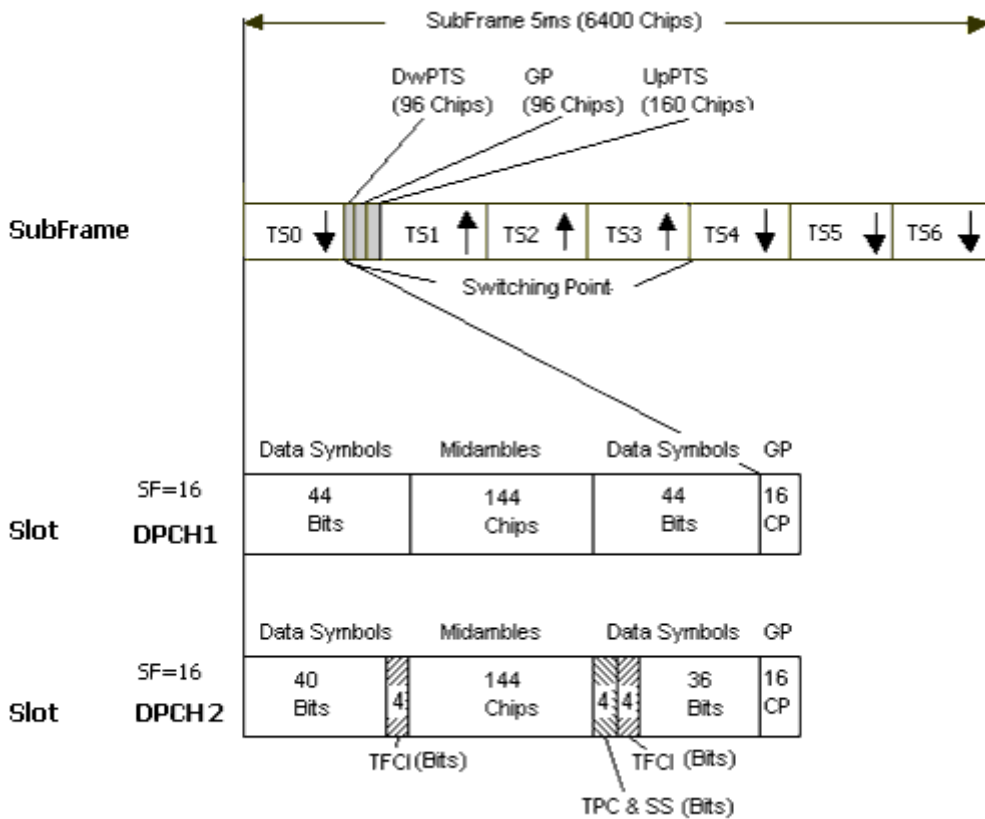 SubFrame 5ms (6400 Chips)
DwPTS GP UpPTS
(96 Chips) (96 Chips) (160 Chips)
SubFrame TS0 TS1 TS2 TS3 TS4 TS5 TS6
Switching Point
Data Symbols Midambles Data Symbols GP
SF=16 44 144 44 16
Bits Chips Bits CP
Slot DPCH1
Data Symbols Midambles Data Symbols GP
SF=16 40 4 144 4 4 36 16
Bits Chips Bits CP
Slot DPCH2
TFCI (Bits) TFCI (Bits)
TPC & SS (Bits)